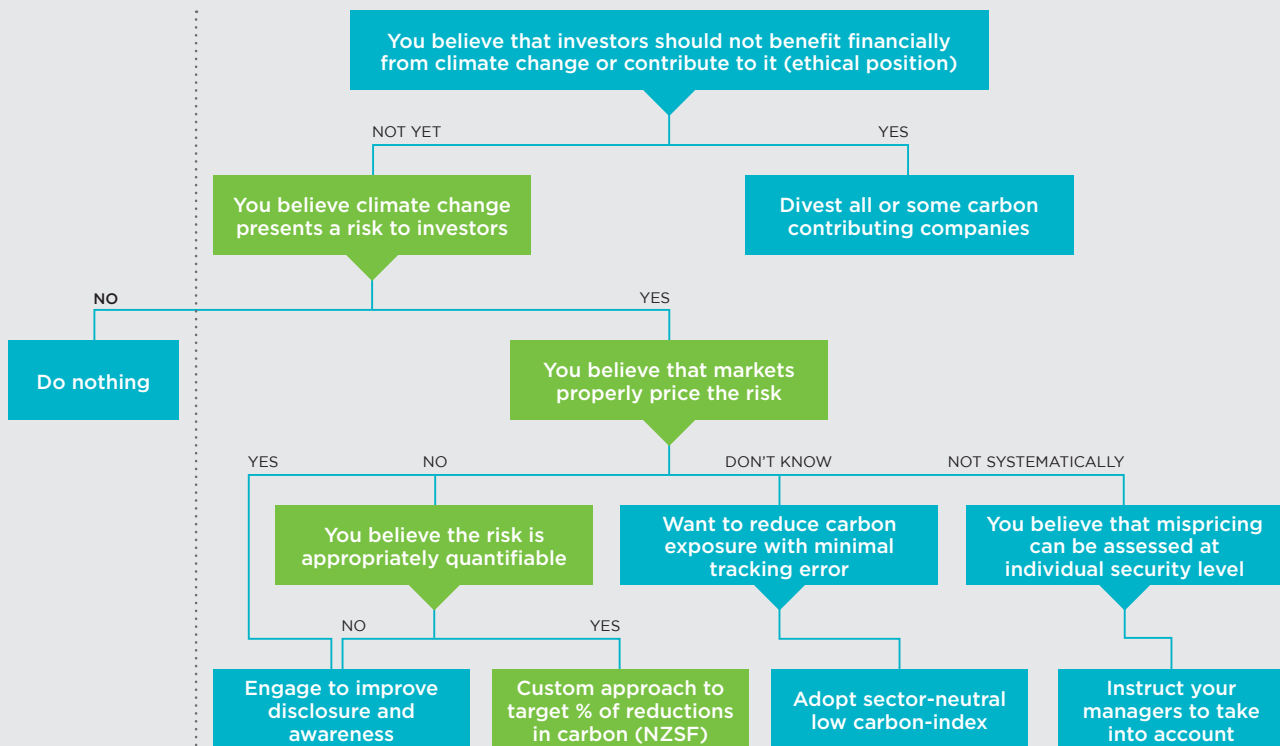 You believe that investors should not benefit financially
from climate change or contribute to it (ethical position)
NOT YET
YES
You believe climate change
presents a risk to investors
Divest all or some carbon
contributing companies
NO
YES
Do nothing
You believe that markets
properly price the risk
YES
NO
DON'T KNOW
NOT SYSTEMATICALLY
You believe the risk is
appropriately quantifiable
Want to reduce carbon
exposure with minimal
tracking error
You believe that mispricing
can be assessed at
individual security level
NO
YES
Engage to improve
disclosure and
awareness
Custom approach to
target % of reductions
in carbon (NZSF)
Adopt sector-neutral
low carbon-index
Instruct your
managers to take
into account